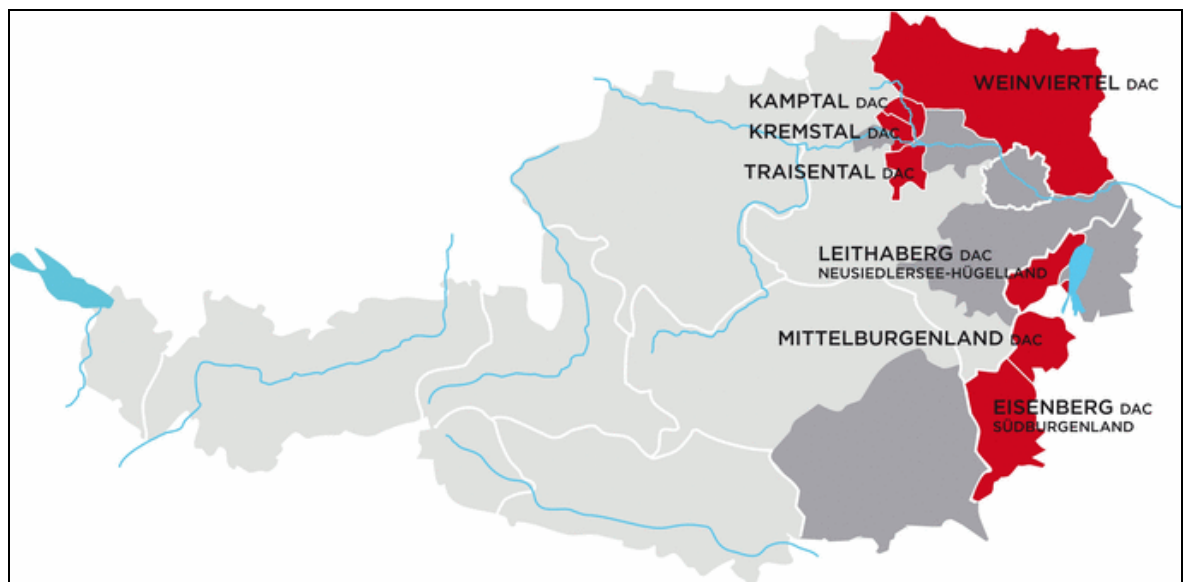 WEINVIERTEL DAC
KAMPTAL DAC
KREMSTAL DAC
TRAISENTAL DAC
LEITHABERG DAC
NEUSIEDLERSEE-HÜGELLAND
MITTELBURGENLAND DAC
EISENBERG DAC
SÜDBURGENLAND